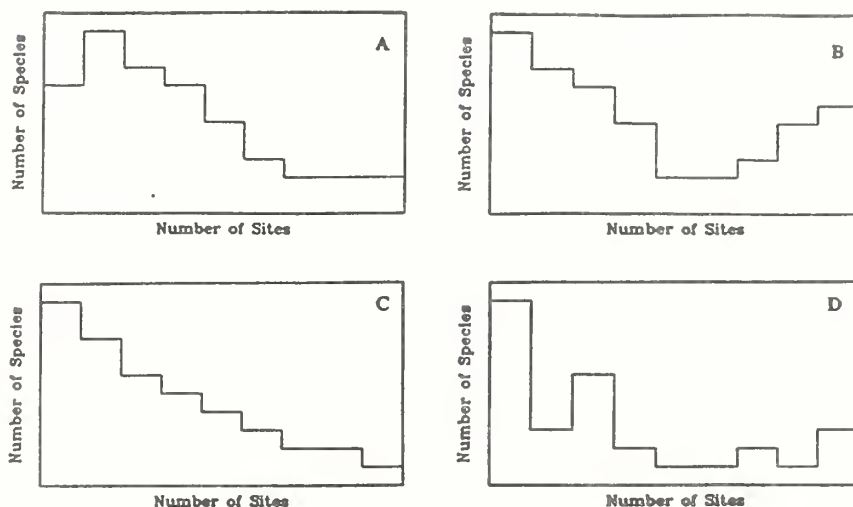 A
Number of Species
Number of Sites
B
Number of Species
Number of Sites
C
Number of Species
Number of Sites
D
Number of Species
Number of Sites